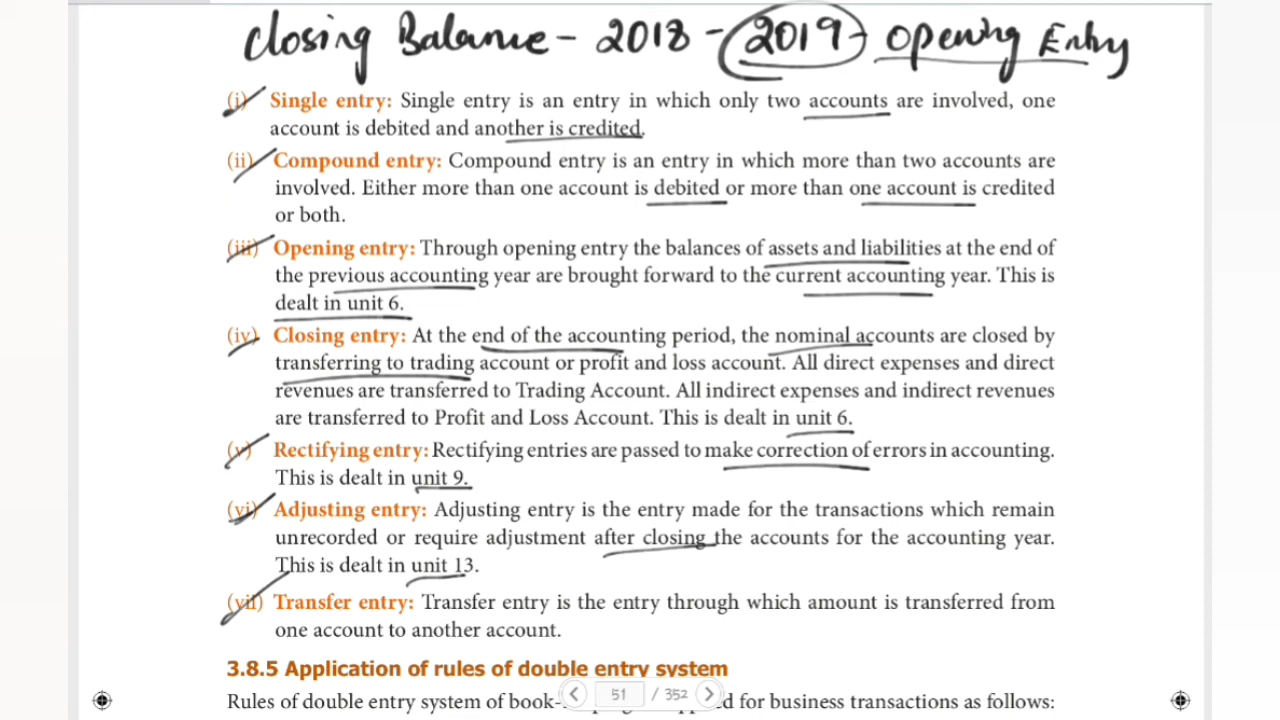 Closing Balance - 2018 - 2019 - Opening Entry
(i) Single entry: Single entry is an entry in which only two accounts are involved, one
account is debited and another is credited.
(ii) Compound entry: Compound entry is an entry in which more than two accounts are
involved. Either more than one account is debited or more than one account is credited
or both.
(iii) Opening entry: Through opening entry the balances of assets and liabilities at the end of
the previous accounting year are brought forward to the current accounting year. This is
dealt in unit 6.
(iv) Closing entry: At the end of the accounting period, the nominal accounts are closed by
transferring to trading account or profit and loss account. All direct expenses and direct
revenues are transferred to Trading Account. All indirect expenses and indirect revenues
are transferred to Profit and Loss Account. This is dealt in unit 6.
(v) Rectifying entry: Rectifying entries are passed to make correction of errors in accounting.
This is dealt in unit 9.
(vi) Adjusting entry: Adjusting entry is the entry made for the transactions which remain
unrecorded or require adjustment after closing the accounts for the accounting year.
This is dealt in unit 13.
(vii) Transfer entry: Transfer entry is the entry through which amount is transferred from
one account to another account.
3.8.5 Application of rules of double entry system
Rules of double entry system of book- for business transactions as follows:
51 / 352